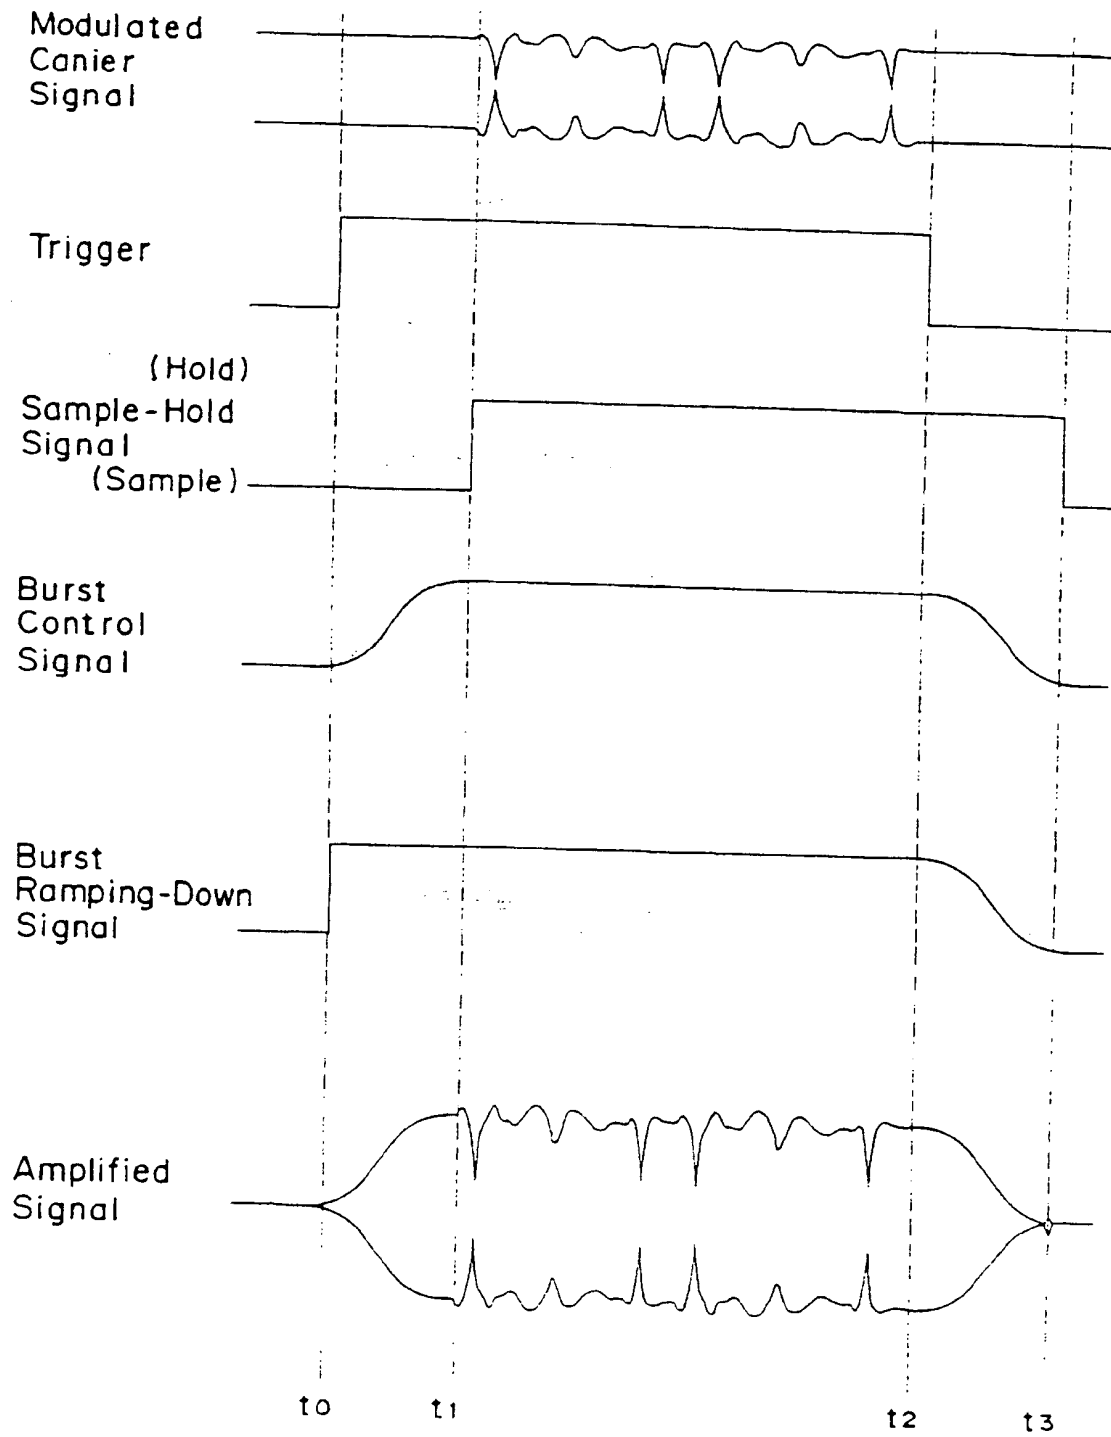 Modulated
Canier
Signal
Trigger
(Hold)
Sample-Hold
Signal
(Sample)
Burst
Control
Signal
Burst
Ramping-Down
Signal
Amplified
Signal
t0
t1
t2
t3